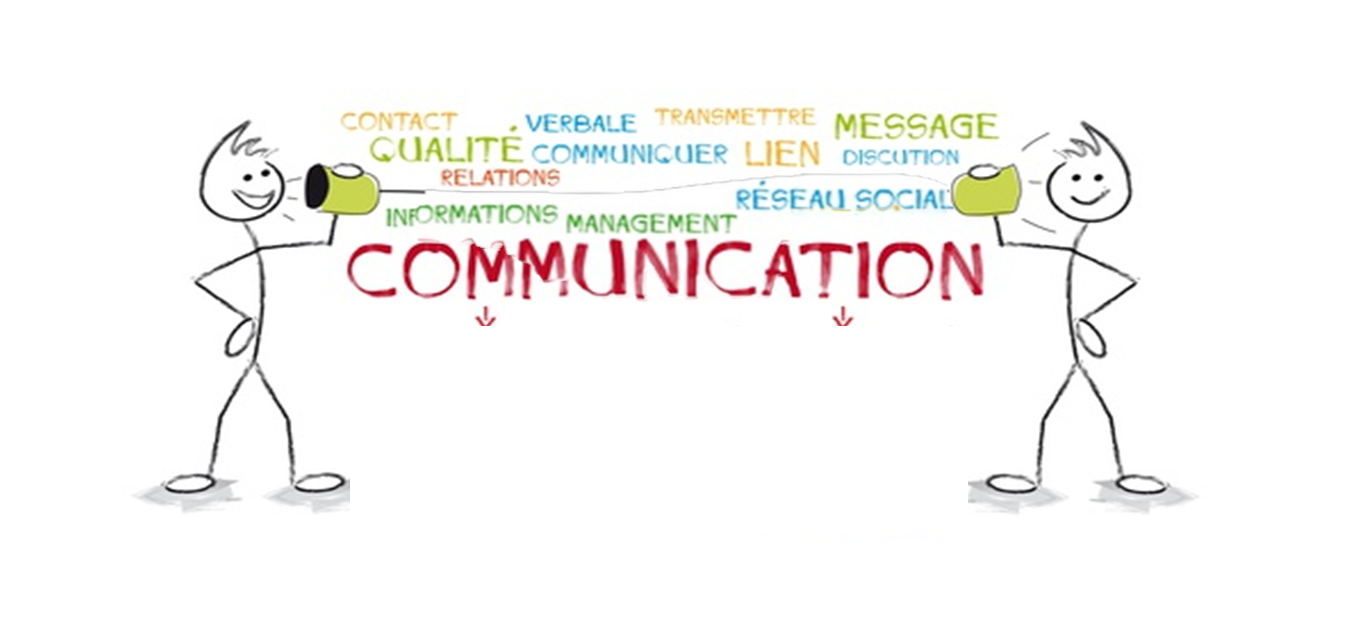 CONTACT VERBALE TRANSMETTRE MESSAGE
QUALITÉ COMMUNIQUER LIEN DISCUTION
RELATIONS
RÉSEAU SOCIAL
INFORMATIONS MANAGEMENT
COMMUNICATION